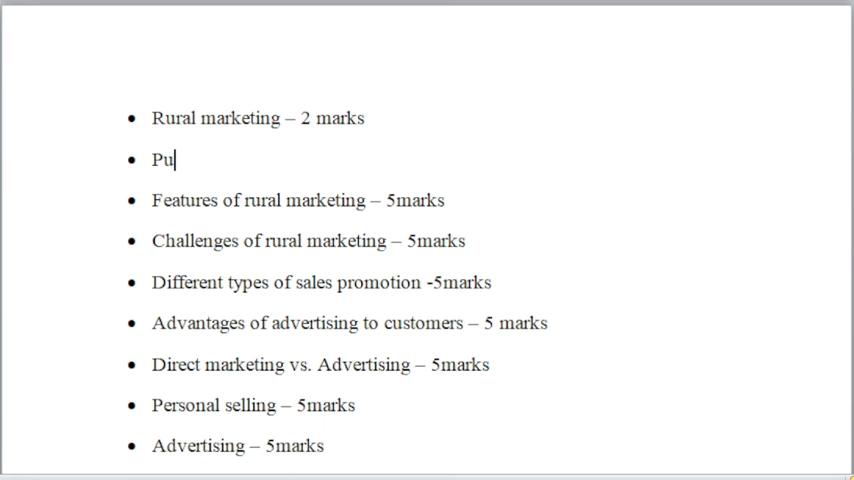 • Rural marketing – 2 marks
• Pu
• Features of rural marketing – 5marks
• Challenges of rural marketing – 5marks
• Different types of sales promotion -5marks
• Advantages of advertising to customers – 5 marks
• Direct marketing vs. Advertising – 5marks
• Personal selling – 5marks
• Advertising – 5marks